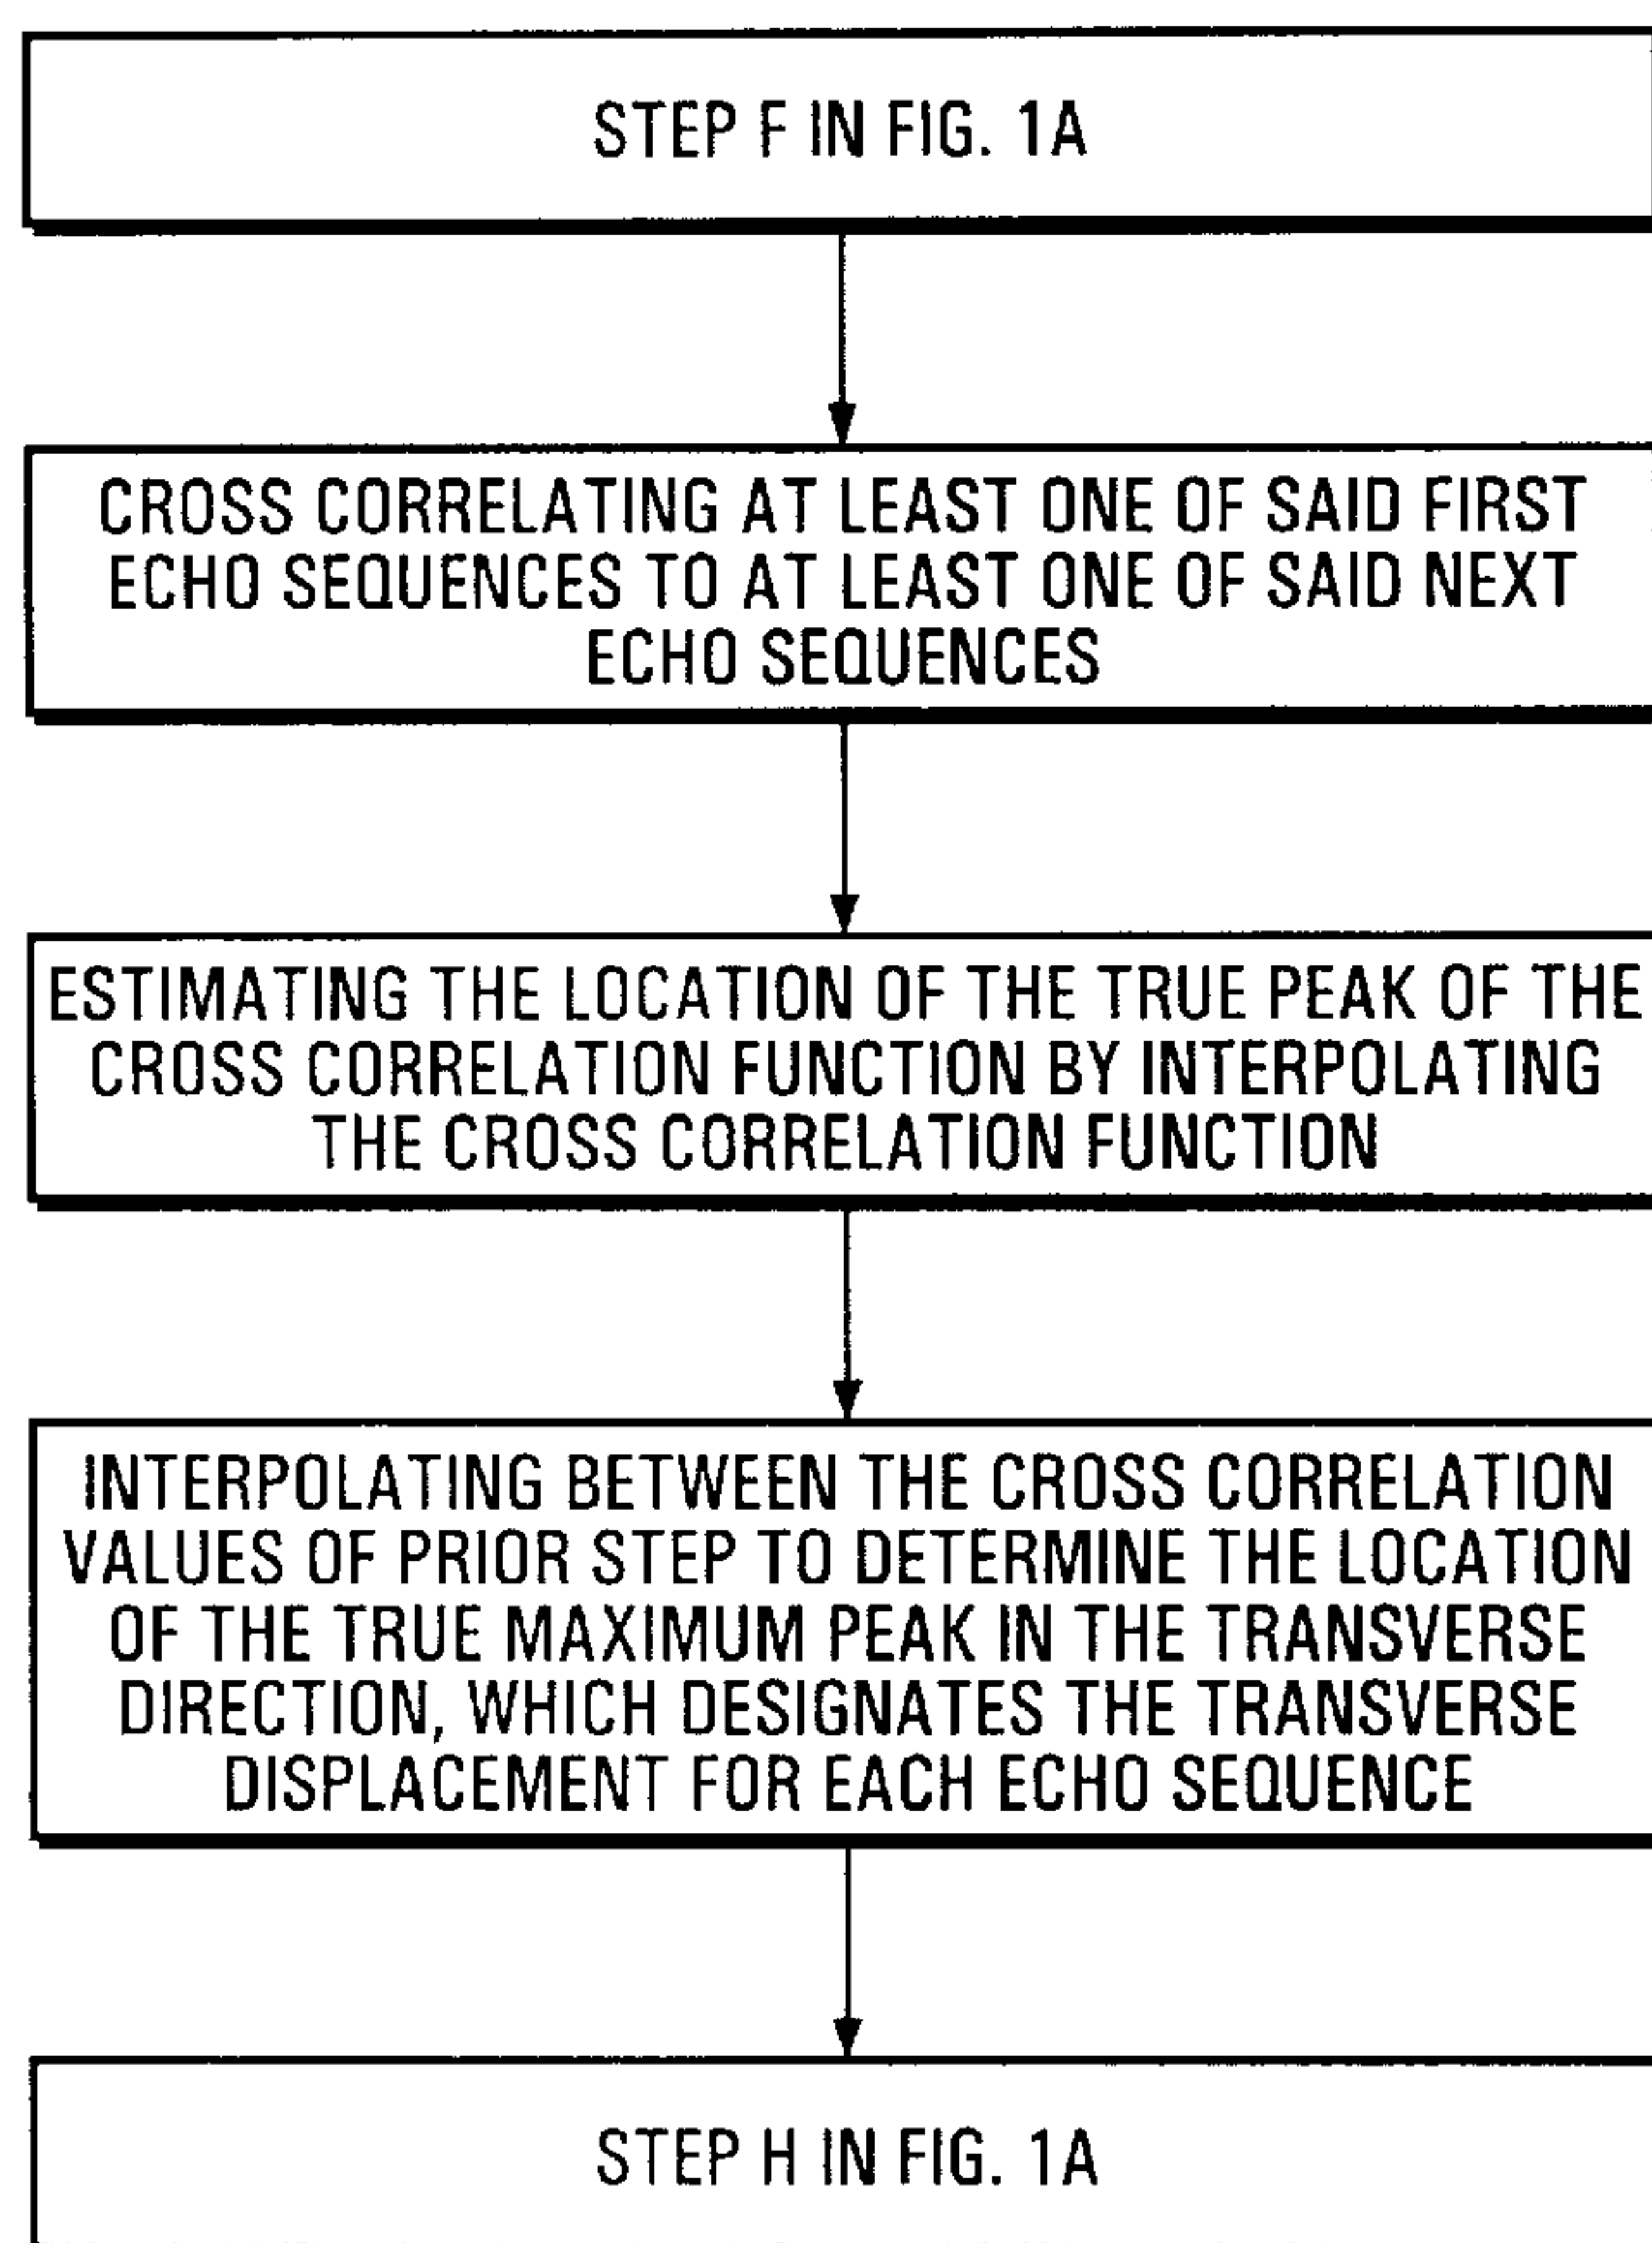 STEP F IN FIG. 1A
CROSS CORRELATING AT LEAST ONE OF SAID FIRST
ECHO SEQUENCES TO AT LEAST ONE OF SAID NEXT
ECHO SEQUENCES
ESTIMATING THE LOCATION OF THE TRUE PEAK OF THE
CROSS CORRELATION FUNCTION BY INTERPOLATING
THE CROSS CORRELATION FUNCTION
INTERPOLATING BETWEEN THE CROSS CORRELATION
VALUES OF PRIOR STEP TO DETERMINE THE LOCATION
OF THE TRUE MAXIMUM PEAK IN THE TRANSVERSE
DIRECTION, WHICH DESIGNATES THE TRANSVERSE
DISPLACEMENT FOR EACH ECHO SEQUENCE
STEP H IN FIG. 1A